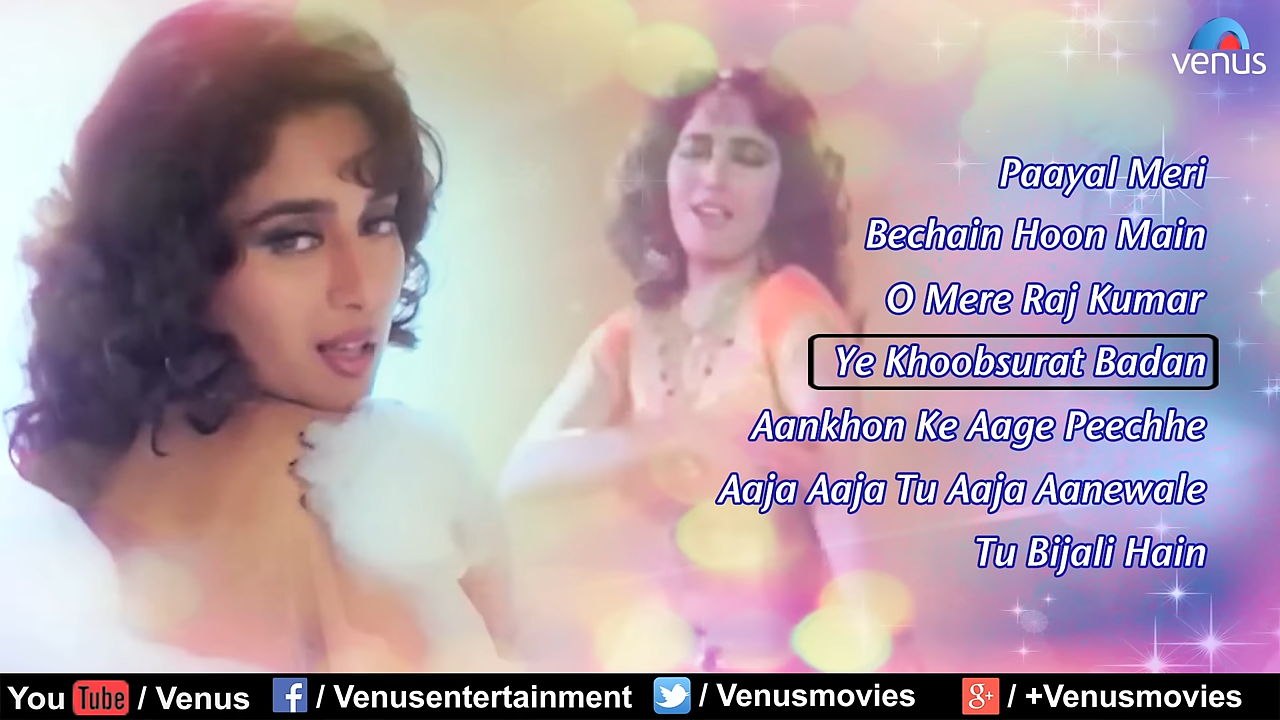 venus
Paayal Meri
Bechain Hoon Main
O Mere Raj Kumar
Ye Khoobsurat Badan
Aankhon Ke Aage Peechhe
Aaja Aaja Tu Aaja Aanewale
Tu Bijali Hain
You Tube / Venus f / Venusentertainment / Venusmovies g+ / +Venusmovies